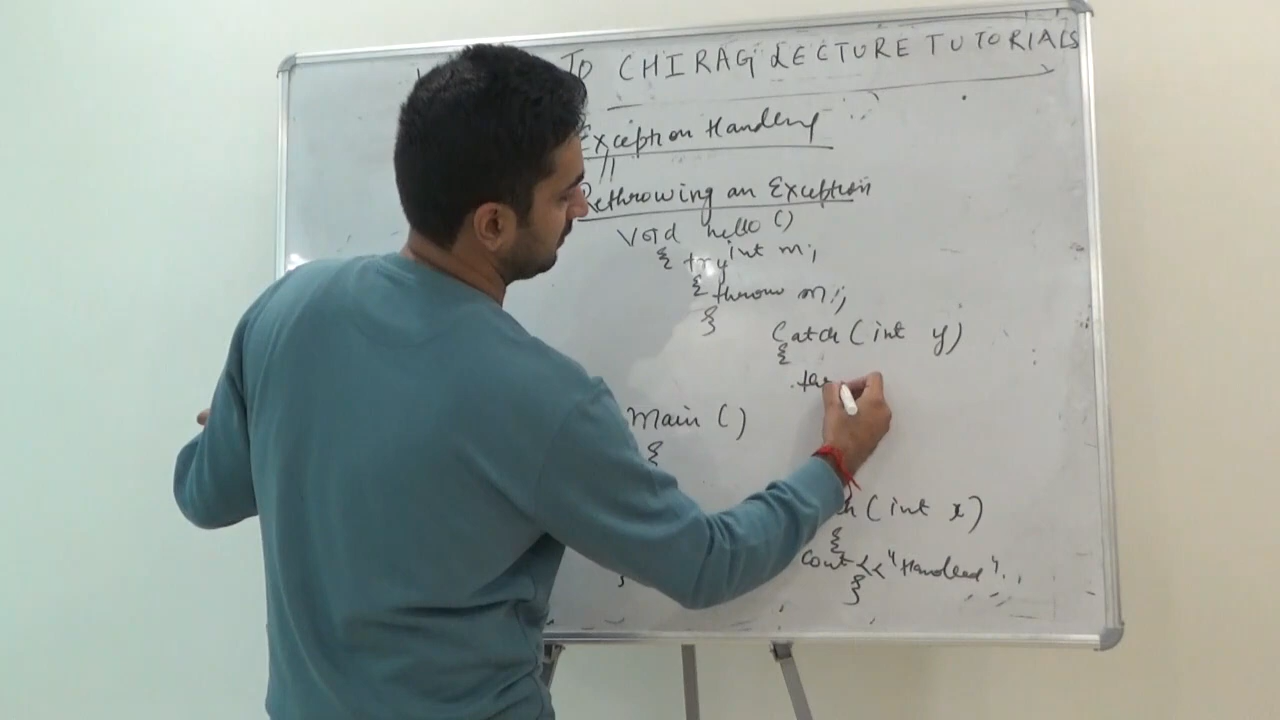 TO CHIRAG LECTURE TUTORIALS
Exception Handling
Rethrowing an Exception
Void hello ()
{ try int m;
{ throw m;
}
Catch (int y)
{
Main ()
{
(int x)
{
Cout << "Handled"
}